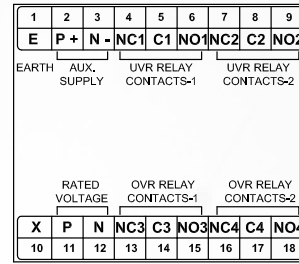 1 2 3 4 5 6 7 8 9
E P + N - NC1 C1 NO1 NC2 C2 NO2
EARTH AUX. SUPPLY UVR RELAY CONTACTS-1 UVR RELAY CONTACTS-2
RATED VOLTAGE OVR RELAY CONTACTS-1 OVR RELAY CONTACTS-2
X P N NC3 C3 NO3 NC4 C4 NO4
10 11 12 13 14 15 16 17 18